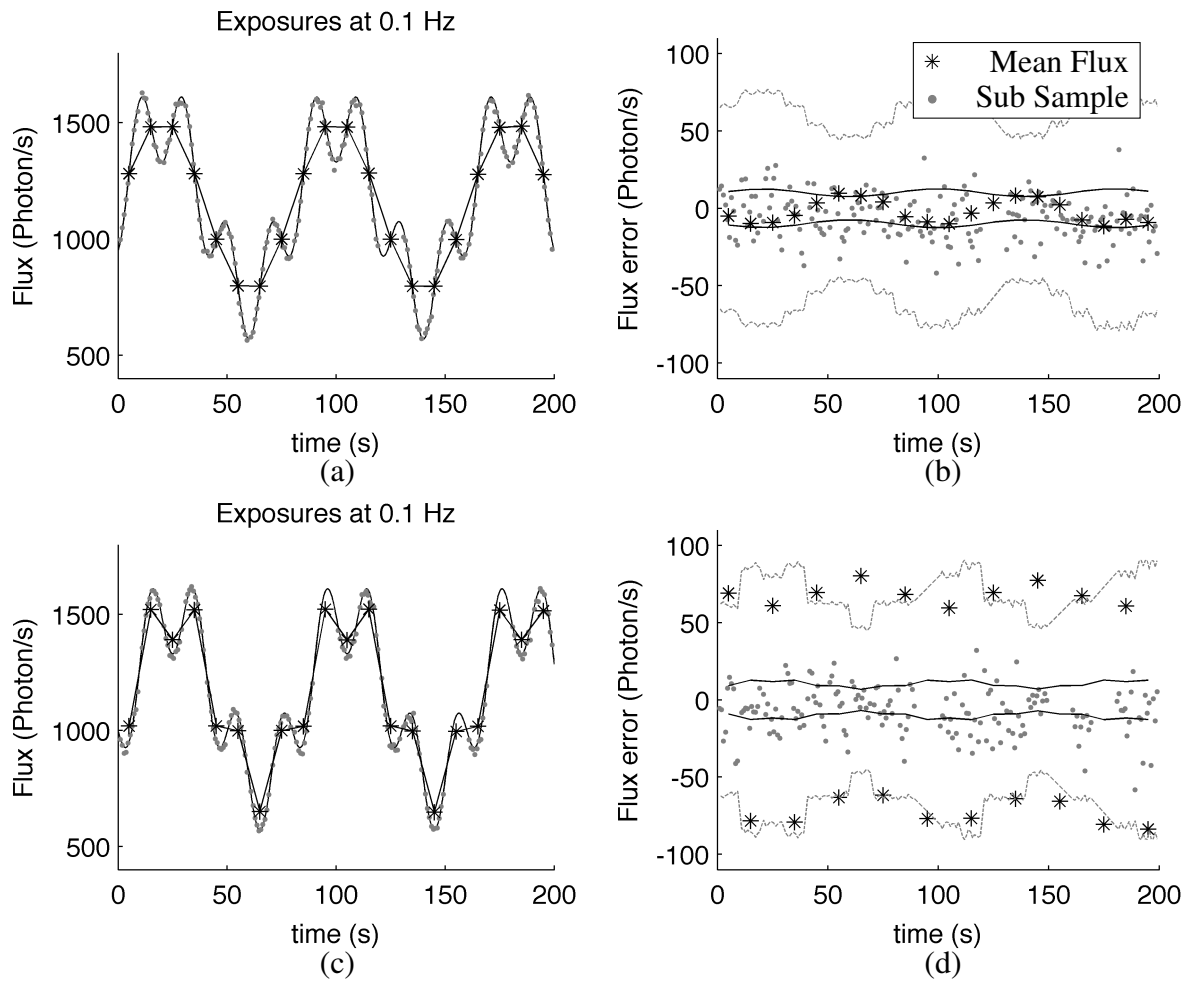 Exposures at 0.1 Hz
1500
1000
500
Flux (Photon/s)
0 50 100 150 200
time (s)
(a)
Mean Flux
Sub Sample
100
50
0
-50
-100
Flux error (Photon/s)
0 50 100 150 200
time (s)
(b)
Exposures at 0.1 Hz
1500
1000
500
Flux (Photon/s)
0 50 100 150 200
time (s)
(c)
100
50
0
-50
-100
Flux error (Photon/s)
0 50 100 150 200
time (s)
(d)